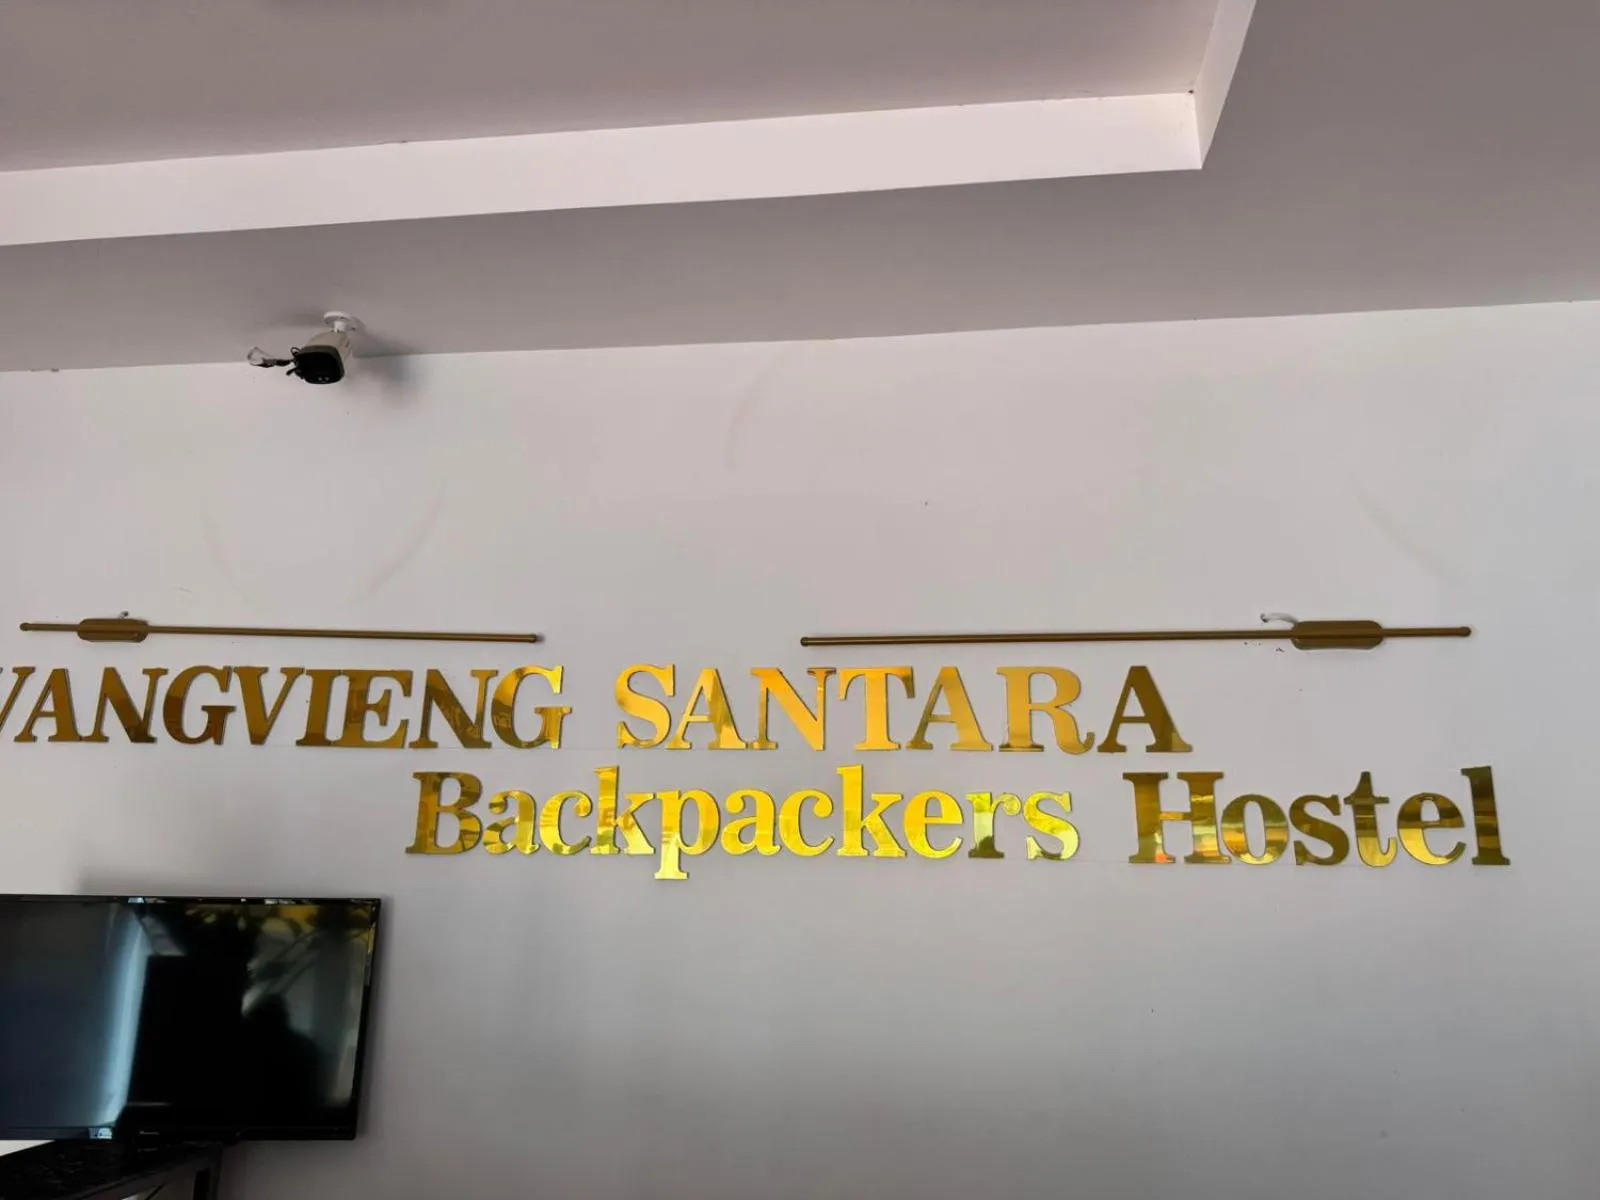 VANGVIENG SANTARA
Backpackers Hostel